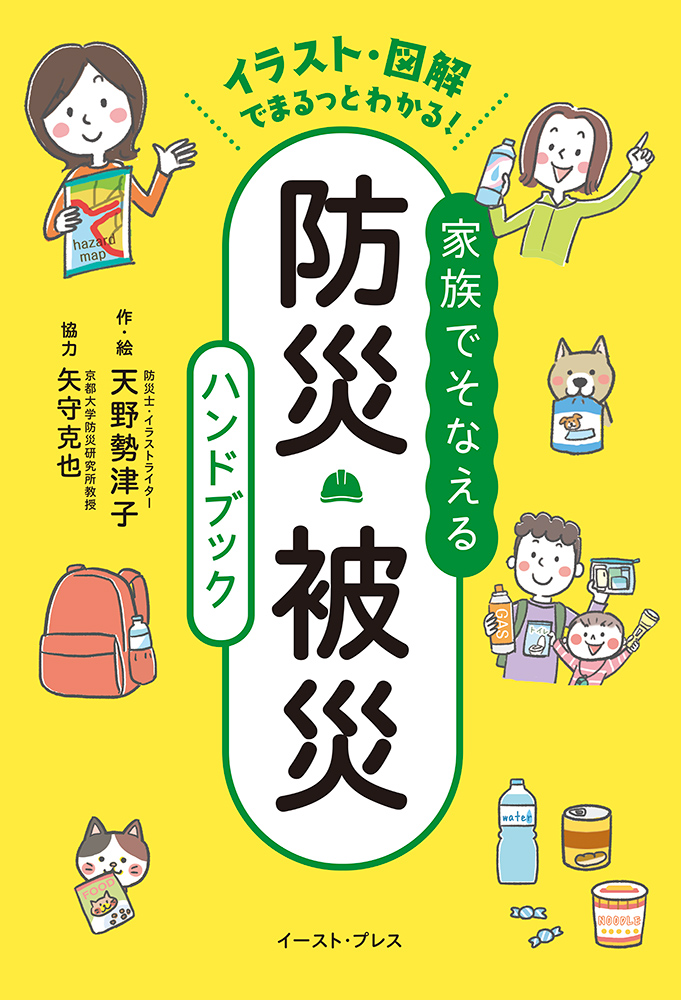 イラスト・図解
でまるっとわかる!
家族でそなえる
防災・被災
ハンドブック
作・絵
防災士・イラストライター
天野勢津子
協力
京都大学防災研究所教授
矢守克也
hazard
map
GAS
トイレ
FOOD
water
NOODLE
イースト・プレス